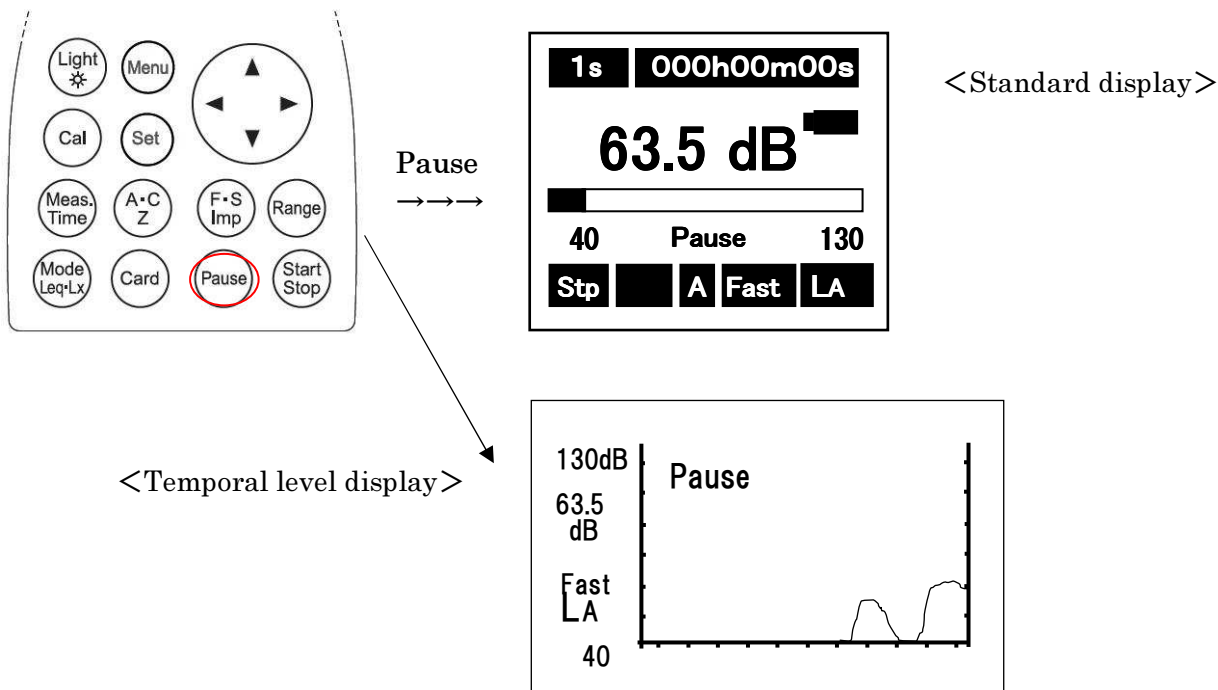 Light
Menu
Cal
Set
Meas.
Time
A・C
Z
F・S
Imp
Range
Mode
Leq・Lx
Card
Pause
Start
Stop
Pause
→→→
1s 000h00m00s
63.5 dB
40 Pause 130
Stp A Fast LA
<Standard display>
<Temporal level display>
130dB
Pause
63.5
dB
Fast
LA
40